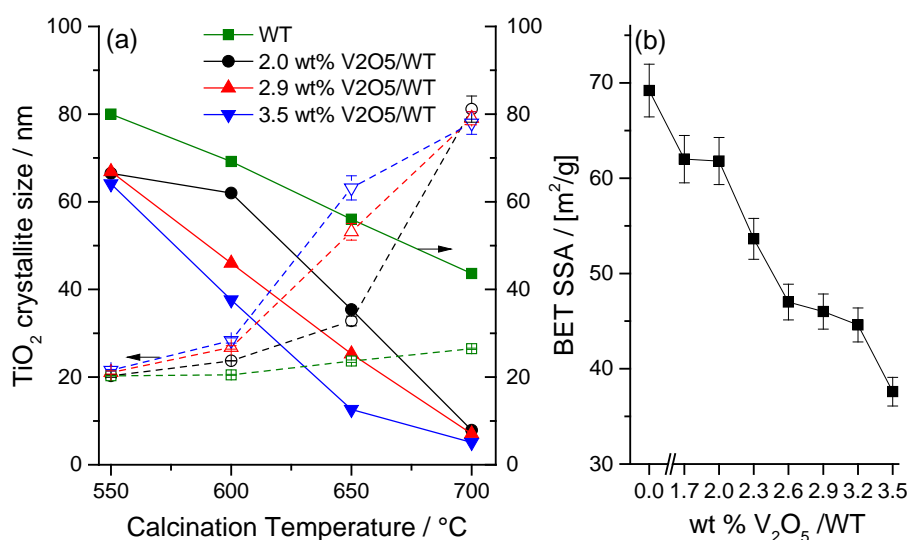 (a)
WT
2.0 wt% V2O5/WT
2.9 wt% V2O5/WT
3.5 wt% V2O5/WT
TiO2 crystallite size / nm
100
80
60
40
20
0
100
80
60
40
20
0
550 600 650 700
Calcination Temperature / °C
(b)
BET SSA / [m²/g]
70
60
50
40
30
0.0 1.7 2.0 2.3 2.6 2.9 3.2 3.5
wt % V2O5 /WT